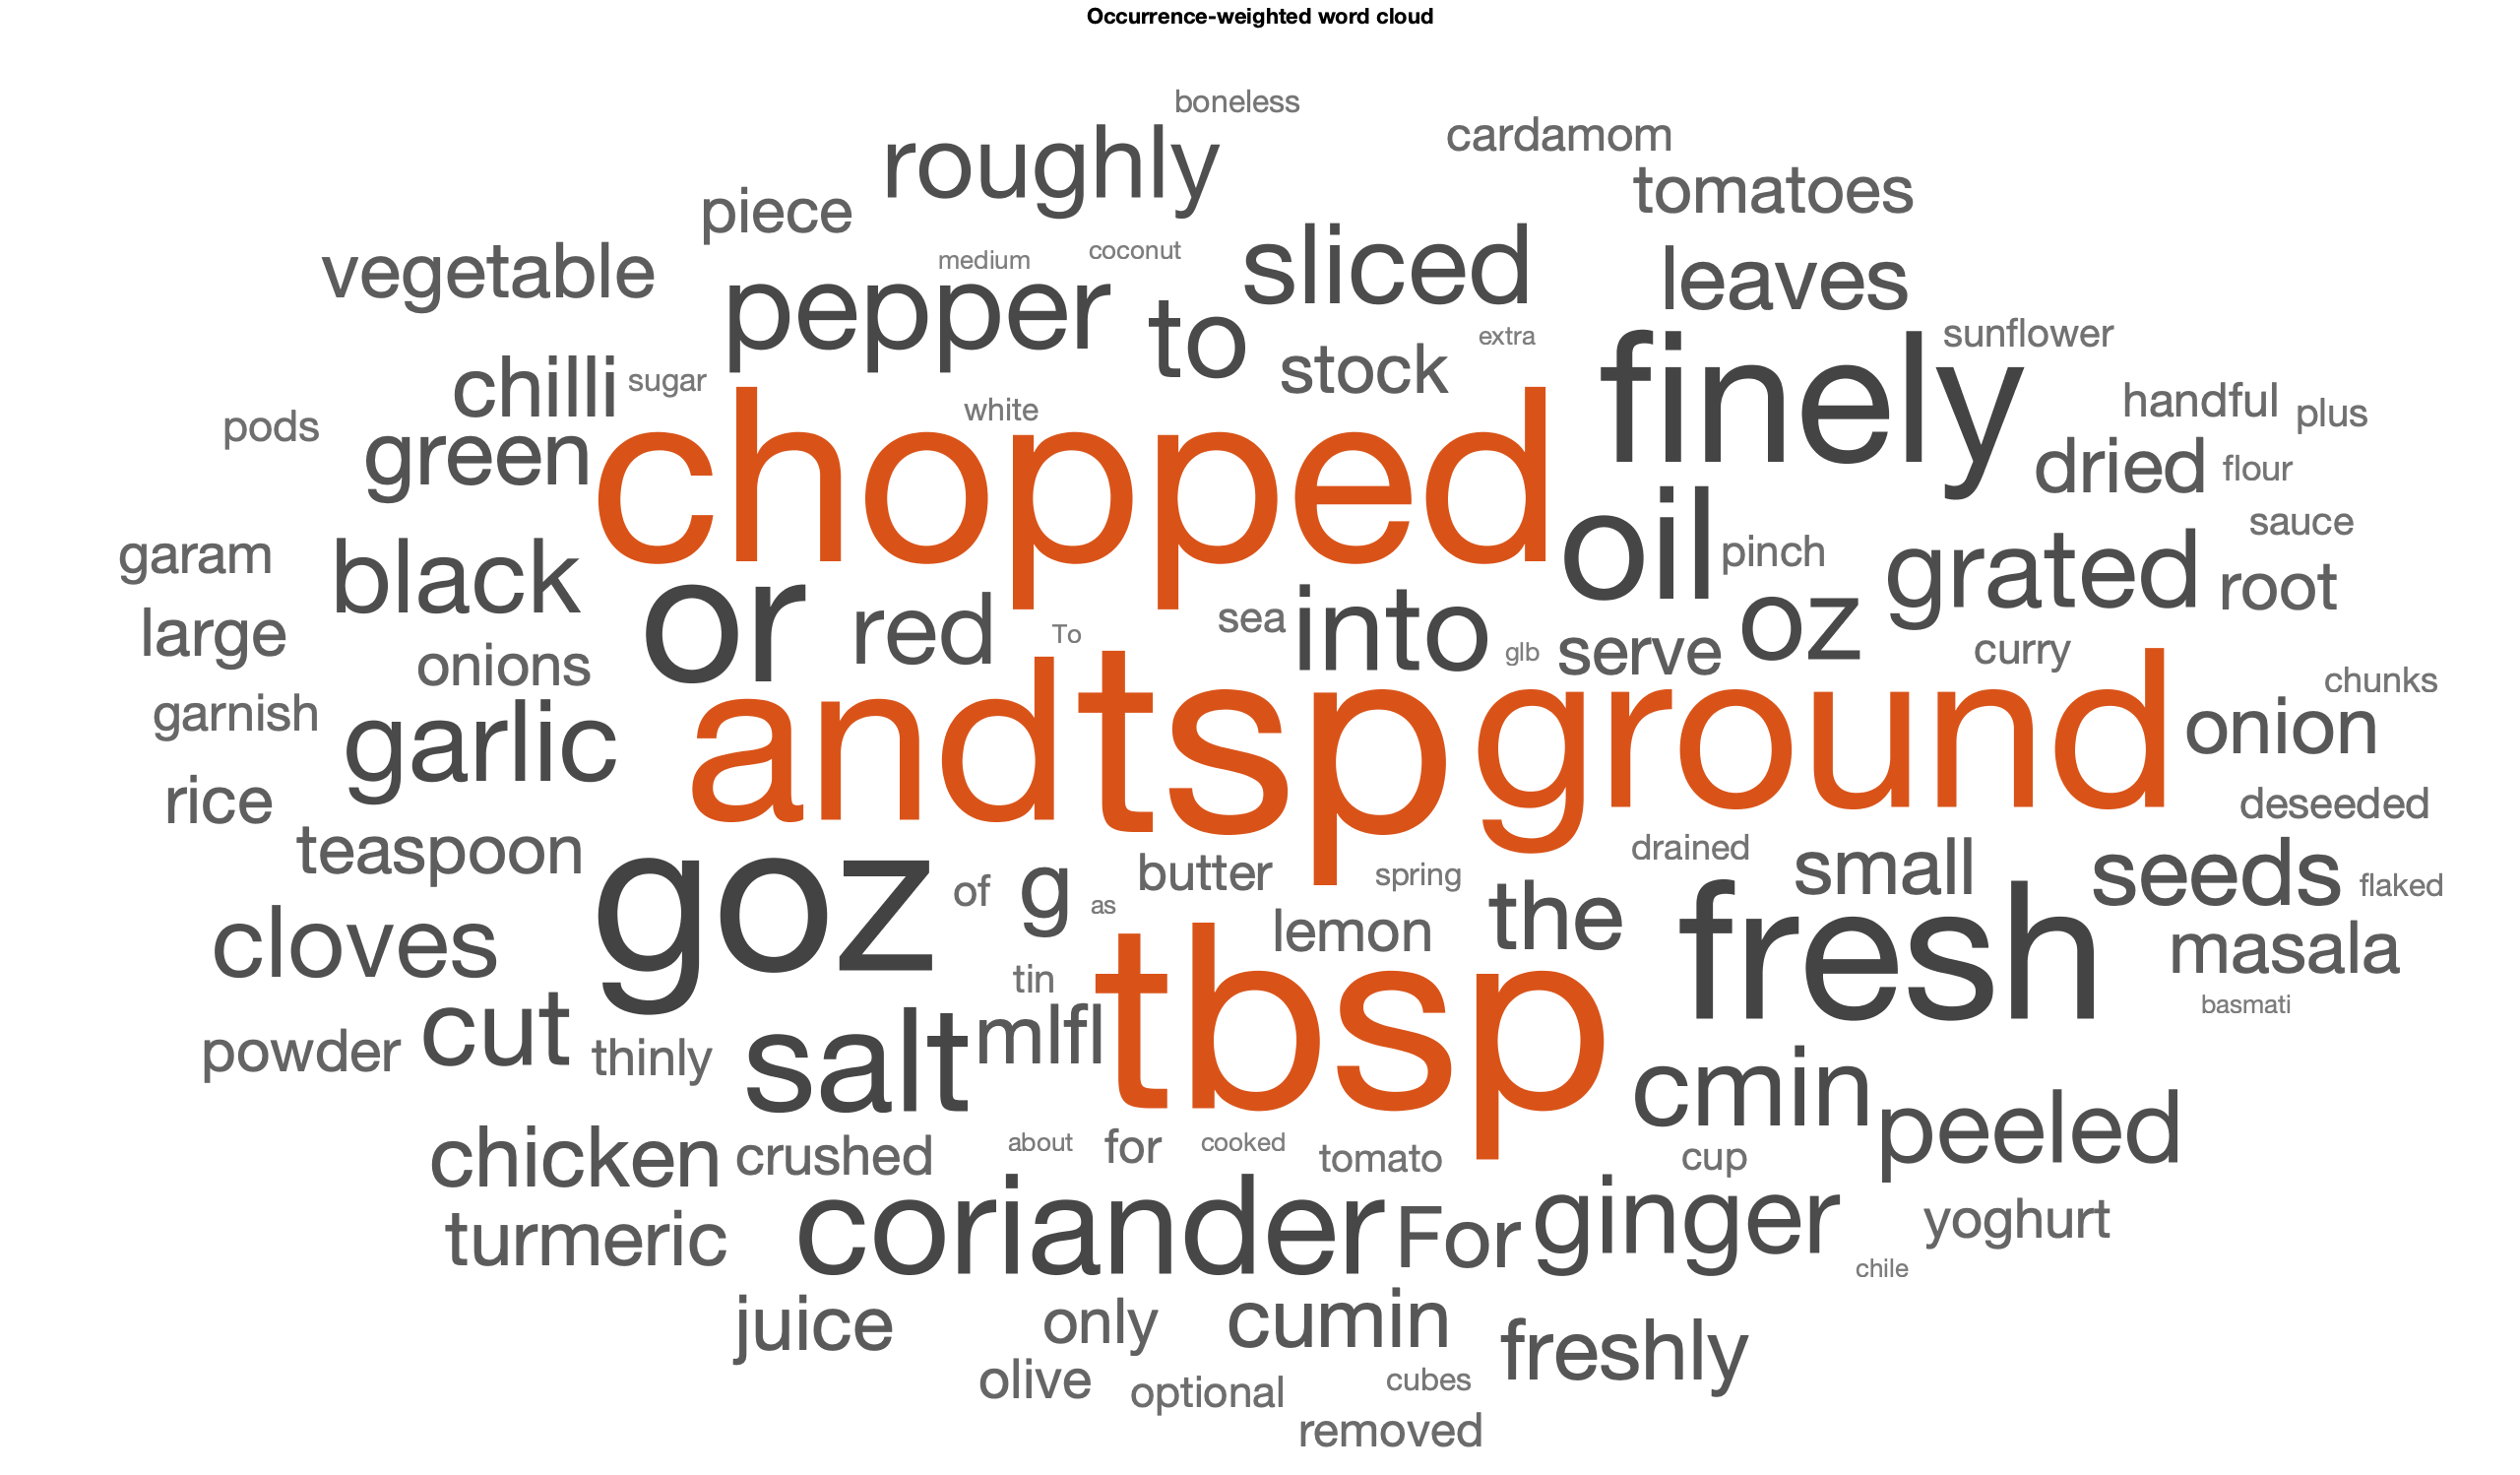 Occurrence-weighted word cloud
boneless
cardamom
roughly
tomatoes
piece
medium
coconut
sliced
vegetable
leaves
pepper
to
extra
sunflower
stock
finely
chilli
sugar
white
handful
plus
pods
green
chopped
dried
flour
garam
black
oil
pinch
grated
sauce
root
large
or
red
To
sea
into
glb
serve
oz
curry
onions
chunks
garnish
garlic
and
tsp
ground
onion
rice
deseeded
teaspoon
goz
of
g
as
butter
spring
drained
small
seeds
flaked
cloves
tin
lemon
the
fresh
masala
basmati
powder
cut
thinly
salt
mlfl
tbsp
cmin
peeled
chicken
crushed
about
for
cooked
tomato
cup
turmeric
coriander
For
ginger
yoghurt
chile
juice
only
cumin
freshly
olive
optional
cubes
removed